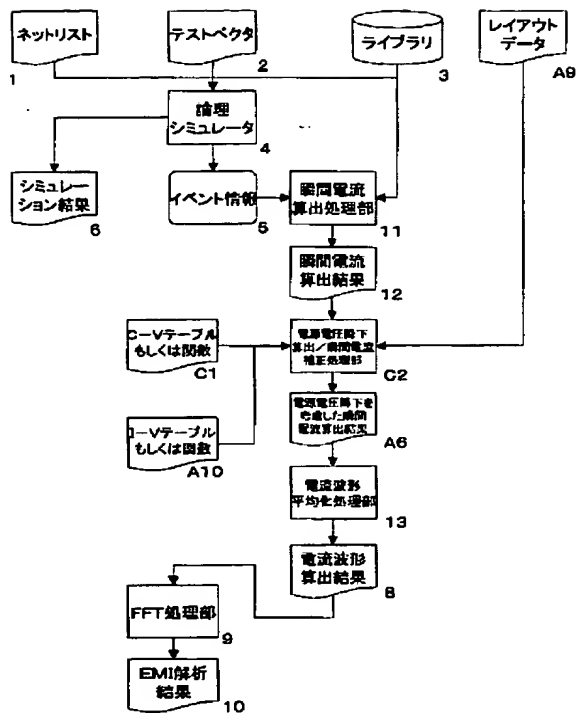 ネットリスト
1
テストベクタ
2
ライブラリ
3
レイアウト
データ
A9
論理
シミュレータ
4
シミュレー
ション結果
6
イベント情報
5
瞬間電流
算出処理部
11
瞬間電流
算出結果
12
C－Vテーブル
もしくは関数
C1
電源電圧降下
算出／瞬間電流
補正処理部
C2
I－Vテーブル
もしくは関数
A10
電源電圧降下を
考慮した瞬間
電流算出結果
A6
電流波形
平均化処理部
13
電流波形
算出結果
8
FFT処理部
9
EMI解析
結果
10